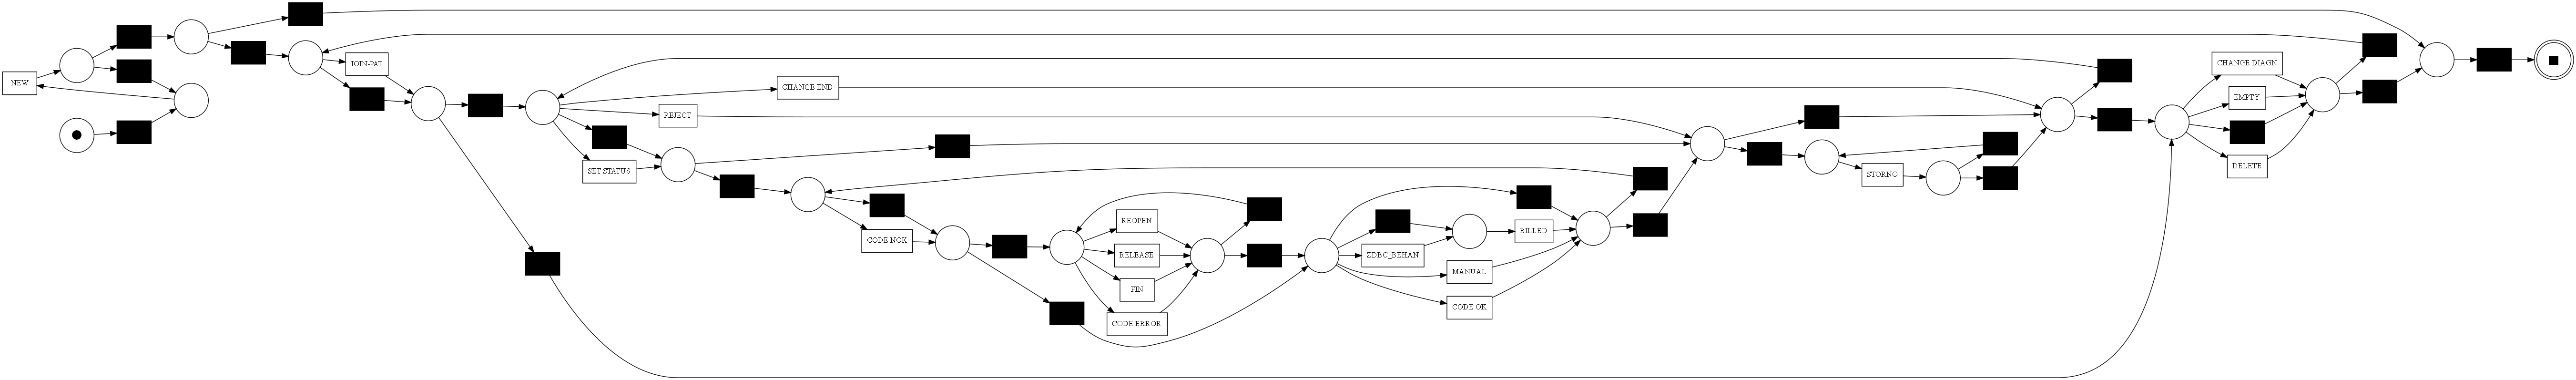 NEW
JOIN-PAT
CHANGE END
REJECT
SET STATUS
CODE NOK
REOPEN
RELEASE
FIN
CODE ERROR
ZDBC_BEHAN
BILLED
MANUAL
CODE OK
STORNO
CHANGE DIAGN
EMPTY
DELETE